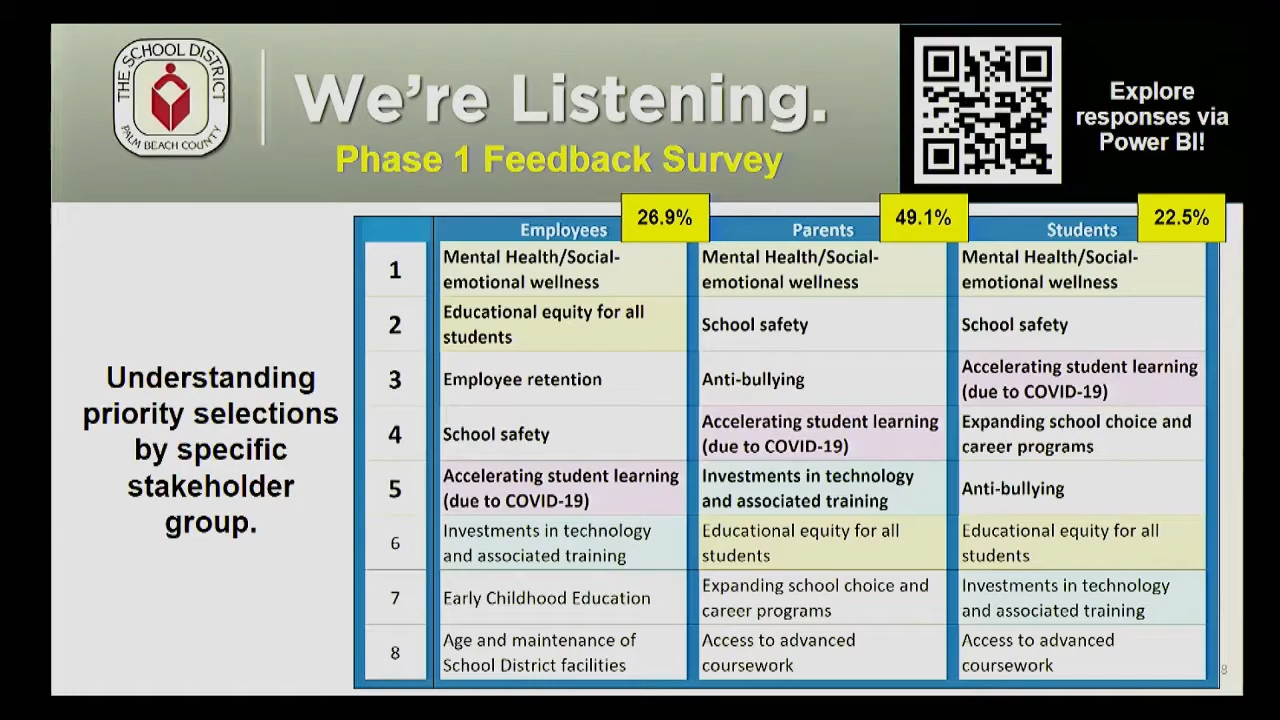 THE SCHOOL DISTRICT
PALM BEACH COUNTY
We're Listening.
Phase 1 Feedback Survey
Explore
responses via
Power BI!
Understanding
priority selections
by specific
stakeholder
group.
Employees 26.9% Parents 49.1% Students 22.5%
1 Mental Health/Social-
emotional wellness
Mental Health/Social-
emotional wellness
Mental Health/Social-
emotional wellness
2 Educational equity for all
students
School safety
School safety
3 Employee retention
Anti-bullying
Accelerating student learning
(due to COVID-19)
4 School safety
Accelerating student learning
(due to COVID-19)
Expanding school choice and
career programs
5 Accelerating student learning
(due to COVID-19)
Investments in technology
and associated training
Anti-bullying
6 Investments in technology
and associated training
Educational equity for all
students
Educational equity for all
students
7 Early Childhood Education
Expanding school choice and
career programs
Investments in technology
and associated training
8 Age and maintenance of
School District facilities
Access to advanced
coursework
Access to advanced
coursework
8